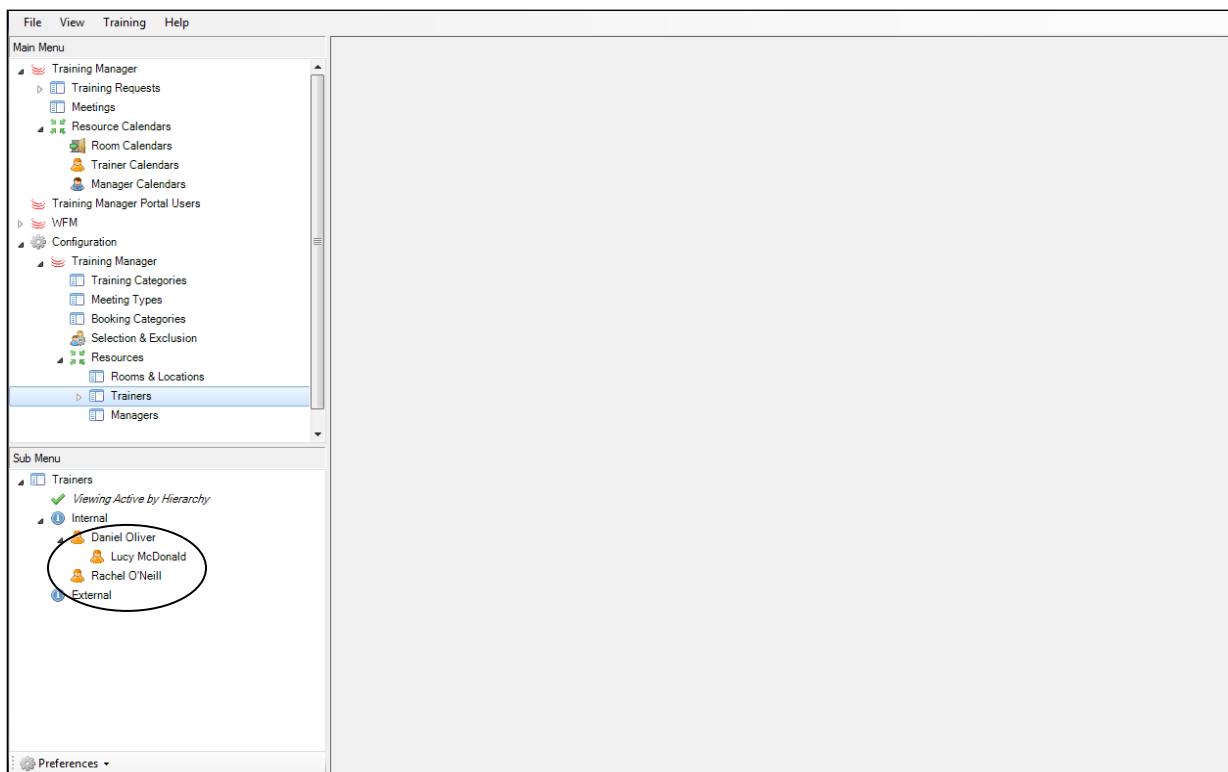 File View Training Help
Main Menu
Training Manager
Training Requests
Meetings
Resource Calendars
Room Calendars
Trainer Calendars
Manager Calendars
Training Manager Portal Users
WFM
Configuration
Training Manager
Training Categories
Meeting Types
Booking Categories
Selection & Exclusion
Resources
Rooms & Locations
Trainers
Managers
Sub Menu
Trainers
Viewing Active by Hierarchy
Internal
Daniel Oliver
Lucy McDonald
Rachel O'Neill
External
Preferences